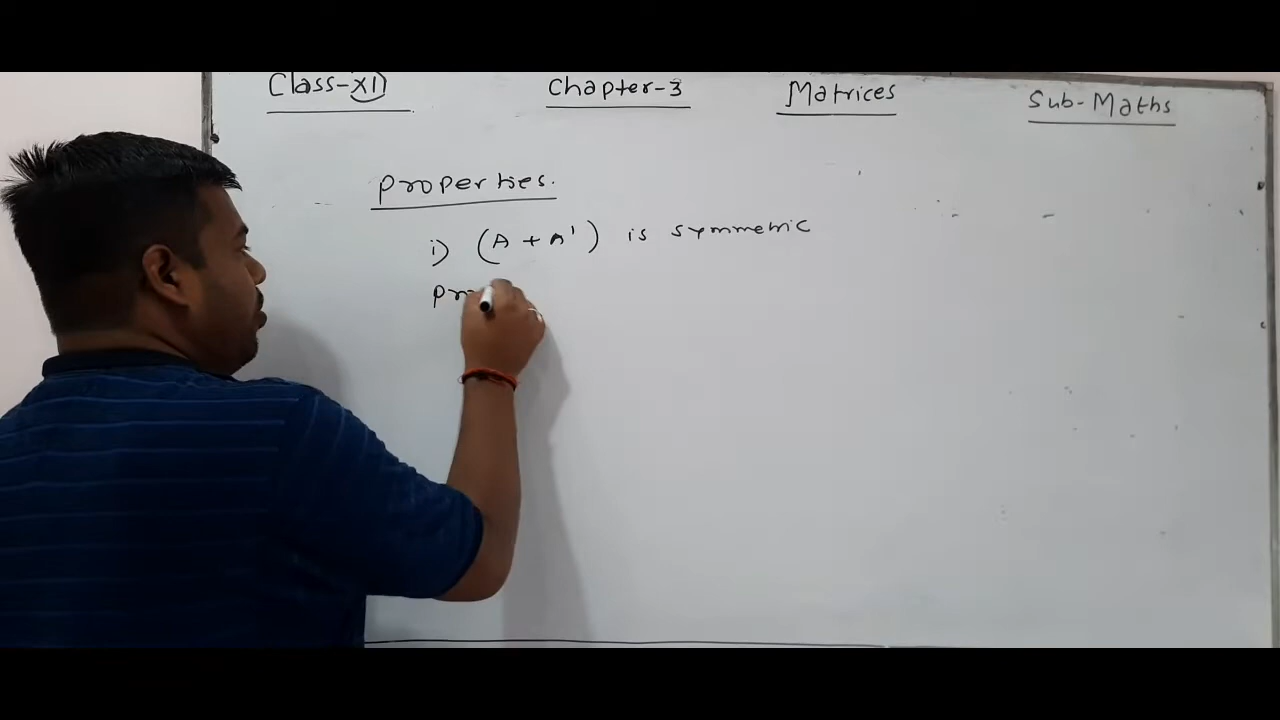 Class-XII Chapter-3 Matrices Sub-Maths
Properties.
i) (A + A') is symmetric